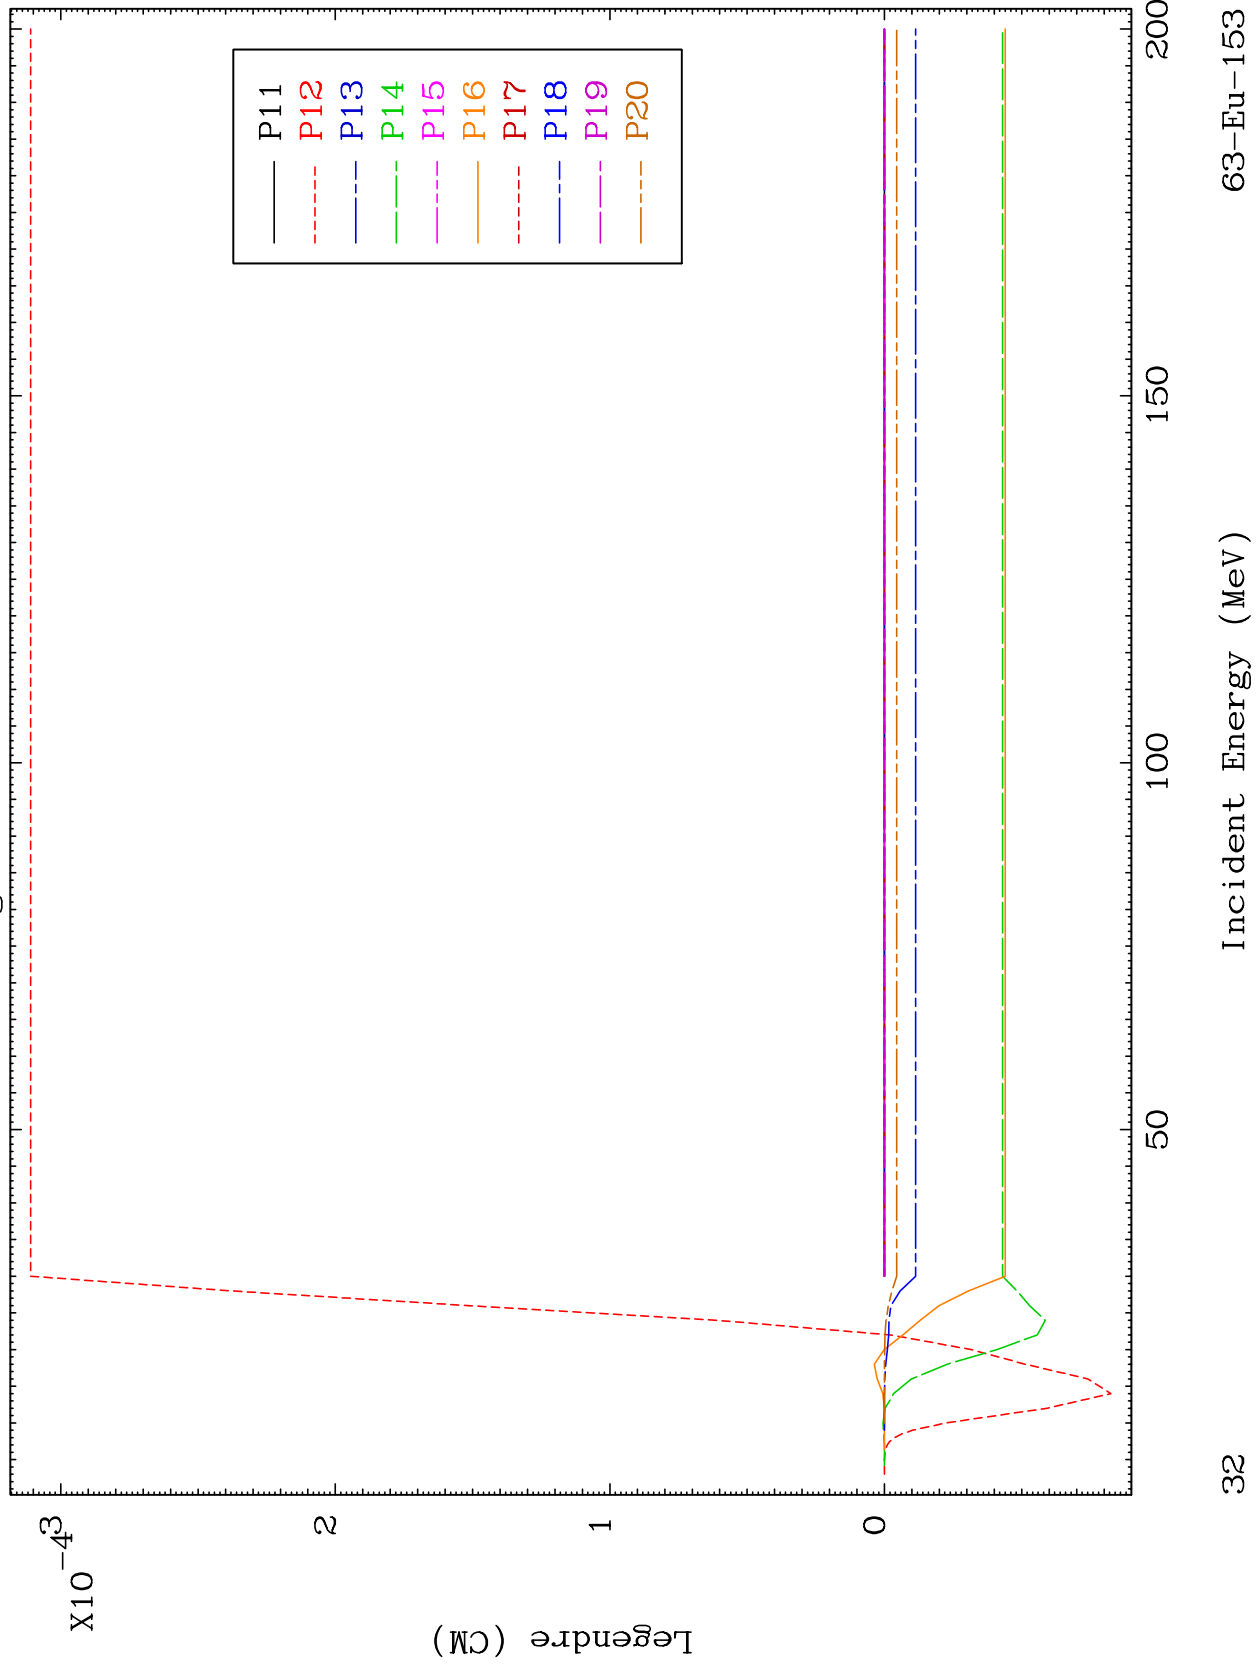 X10⁻⁴
3
2
1
0
Legendre (CM)
P11
P12
P13
P14
P15
P16
P17
P18
P19
P20
50
100
150
200
Incident Energy (MeV)
32
63-Eu-153